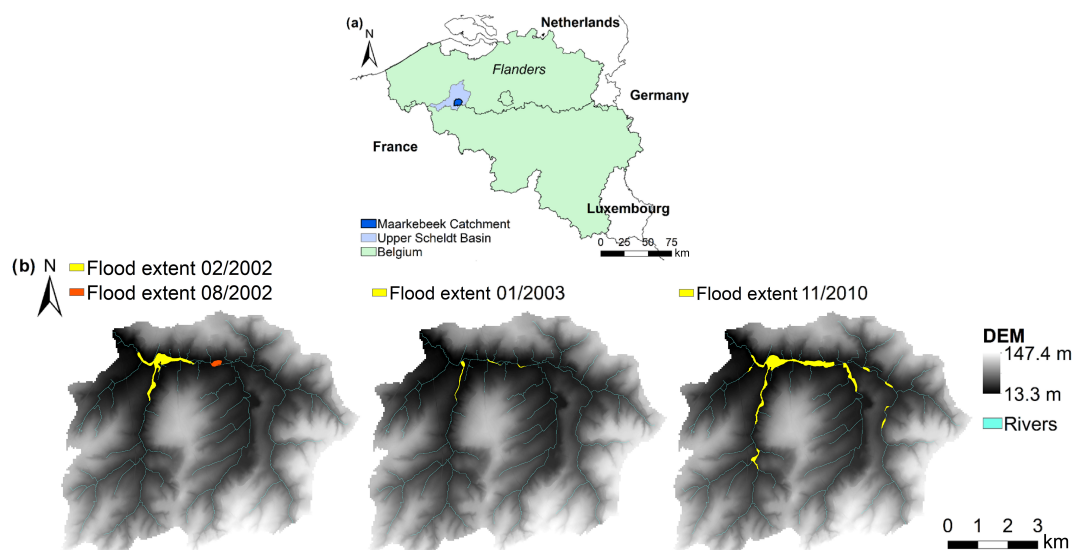 (a)
N
Netherlands
Flanders
Germany
France
Luxembourg
Maarkebeek Catchment
Upper Scheldt Basin
Belgium
0 25 50 75
km
(b)
N
Flood extent 02/2002
Flood extent 08/2002
Flood extent 01/2003
Flood extent 11/2010
DEM
147.4 m
13.3 m
Rivers
0 1 2 3
km